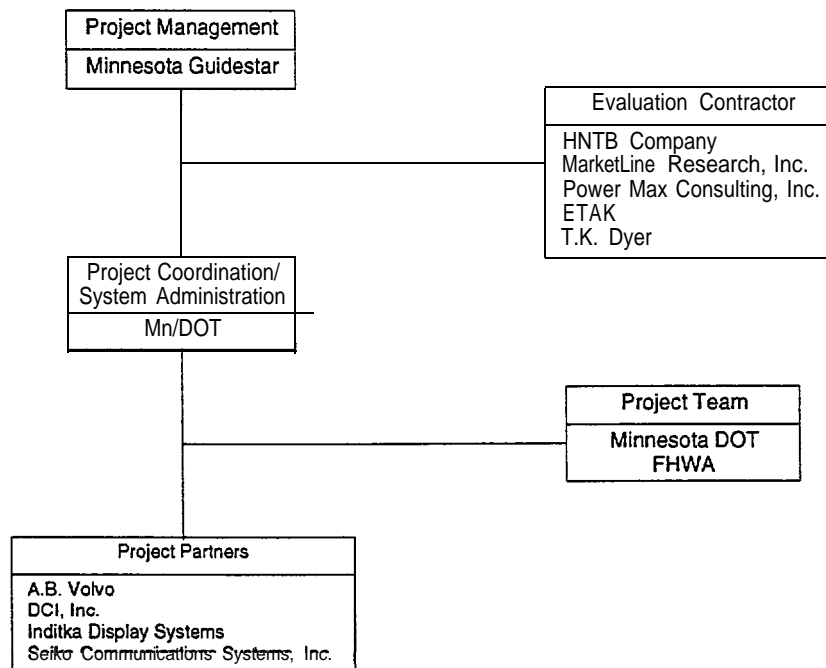 Project Management
Minnesota Guidestar
Evaluation Contractor
HNTB Company
MarketLine Research, Inc.
Power Max Consulting, Inc.
ETAK
T.K. Dyer
Project Coordination/
System Administration
Mn/DOT
Project Team
Minnesota DOT
FHWA
Project Partners
A.B. Volvo
DCI, Inc.
Inditka Display Systems
Seiko Communications Systems, Inc.